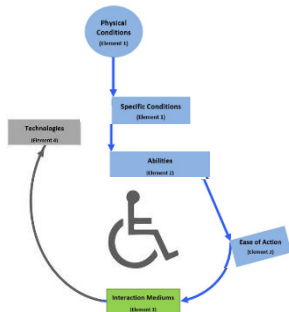 Physical
Conditions
(Element 1)
Specific Conditions
(Element 1)
Technologies
(Element 4)
Abilities
(Element 2)
Ease of Action
(Element 2)
Interaction Mediums
(Element 3)